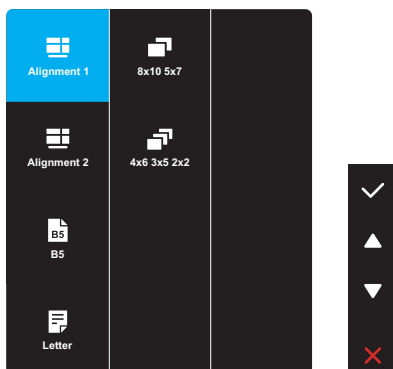 Alignment 1
8x10 5x7
Alignment 2
4x6 3x5 2x2
B5
B5
Letter